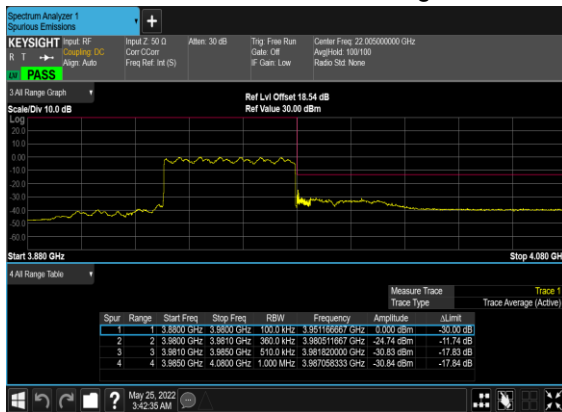 Spectrum Analyzer 1
Spurious Emissions
+
KEYSIGHT Input: RF Input Z: 50 Ω Atten: 30 dB Trig: Free Run Center Freq: 22.005000000 GHz
R T Coupling: DC Corr CCorr Gate: Off Avg|Hold: 100/100
Align: Auto Freq Ref: Int (S) IF Gain: Low Radio Std: None
PASS
3 All Range Graph
Ref Lvl Offset 18.54 dB
Scale/Div 10.0 dB Ref Value 30.00 dBm
Log
20.0
10.0
0.00
-10.0
-20.0
-30.0
-40.0
-50.0
-60.0
Start 3.880 GHz Stop 4.080 GH
4 All Range Table
Measure Trace Trace 1
Trace Type Trace Average (Active)
Spur Range Start Freq Stop Freq RBW Frequency Amplitude ΔLimit
1 1 3.8800 GHz 3.9800 GHz 100.0 kHz 3.951166667 GHz 0.000 dBm -30.00 dB
2 2 3.9800 GHz 3.9810 GHz 360.0 kHz 3.980511667 GHz -24.74 dBm -11.74 dB
3 3 3.9810 GHz 3.9850 GHz 510.0 kHz 3.981820000 GHz -30.83 dBm -17.83 dB
4 4 3.9850 GHz 4.0800 GHz 1.000 MHz 3.987058333 GHz -30.84 dBm -17.84 dB
? May 25, 2022
3:42:35 AM